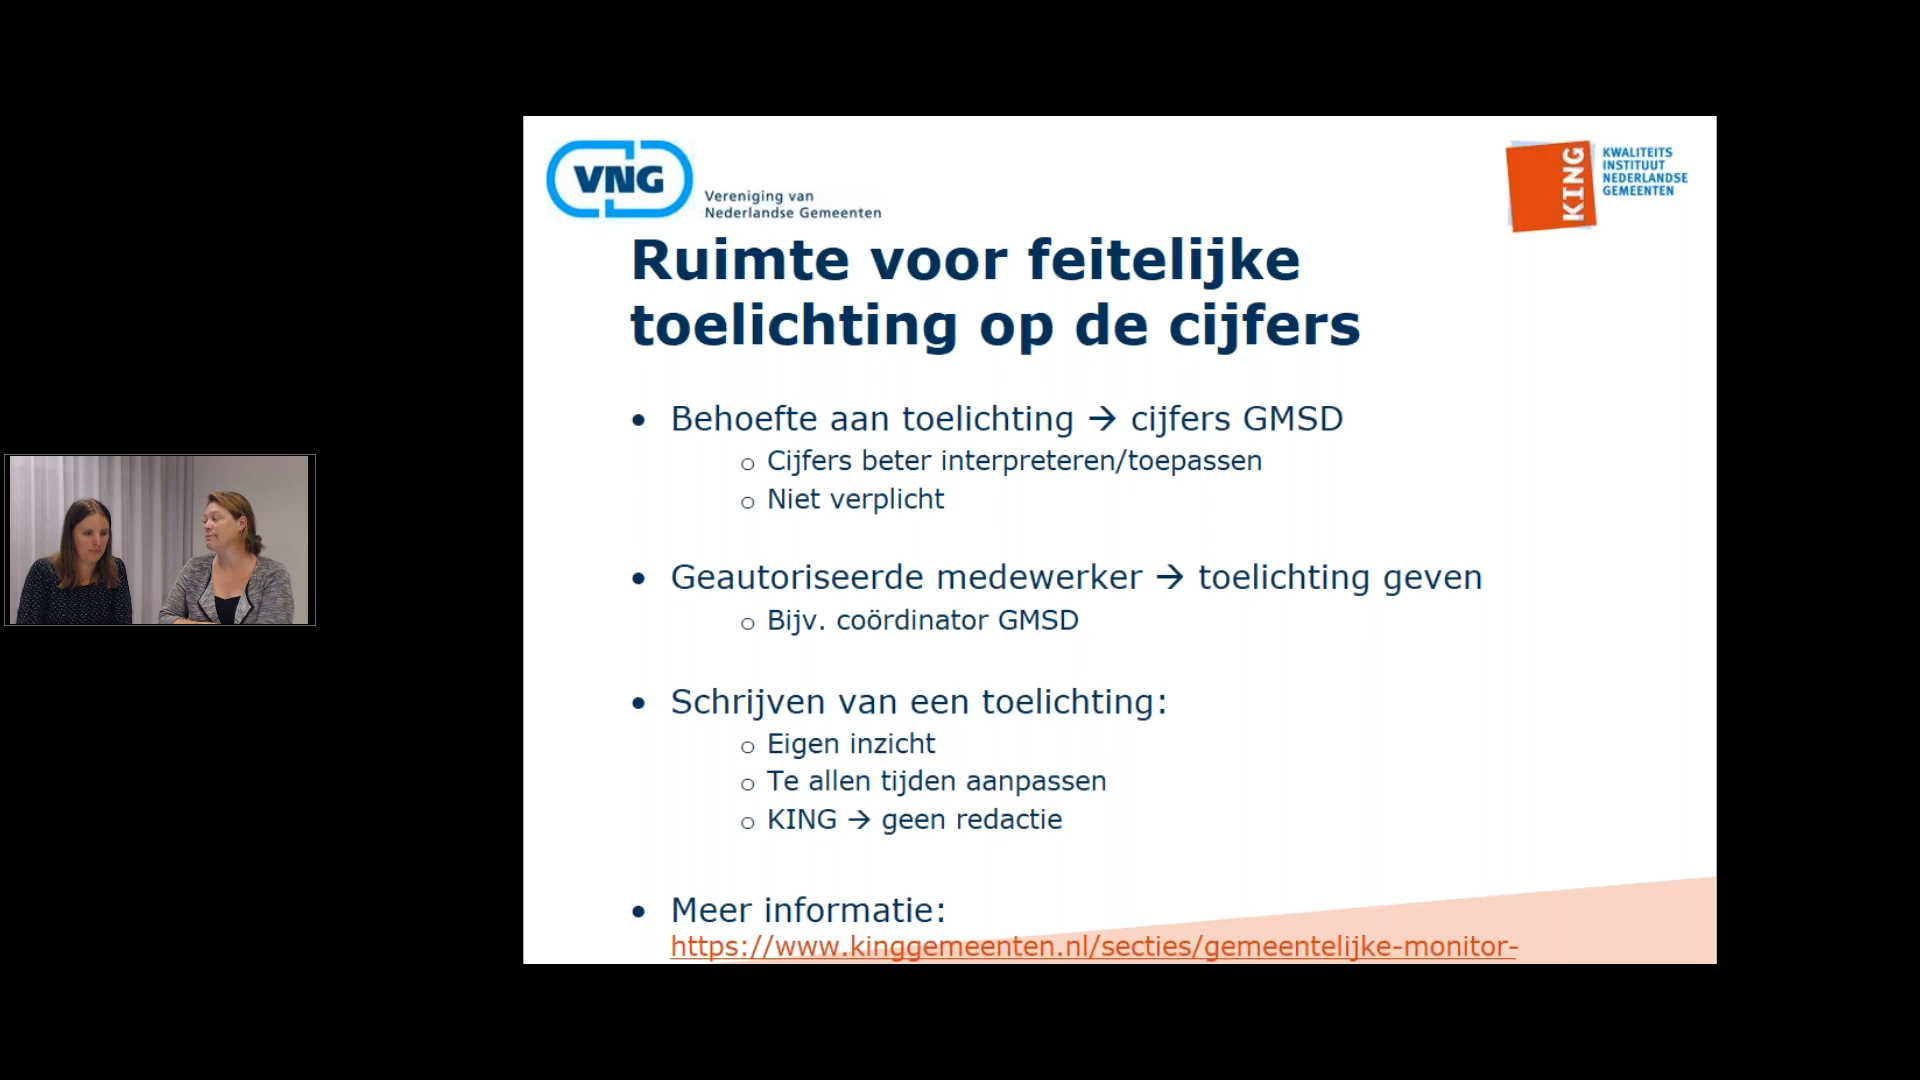 VNG
Vereniging van
Nederlandse Gemeenten
KING
KWALITEITS
INSTITUUT
NEDERLANDSE
GEMEENTEN
Ruimte voor feitelijke
toelichting op de cijfers
• Behoefte aan toelichting → cijfers GMSD
o Cijfers beter interpreteren/toepassen
o Niet verplicht
• Geautoriseerde medewerker → toelichting geven
o Bijv. coördinator GMSD
• Schrijven van een toelichting:
o Eigen inzicht
o Te allen tijden aanpassen
o KING → geen redactie
• Meer informatie:
https://www.kinggemeenten.nl/secties/gemeentelijke-monitor-